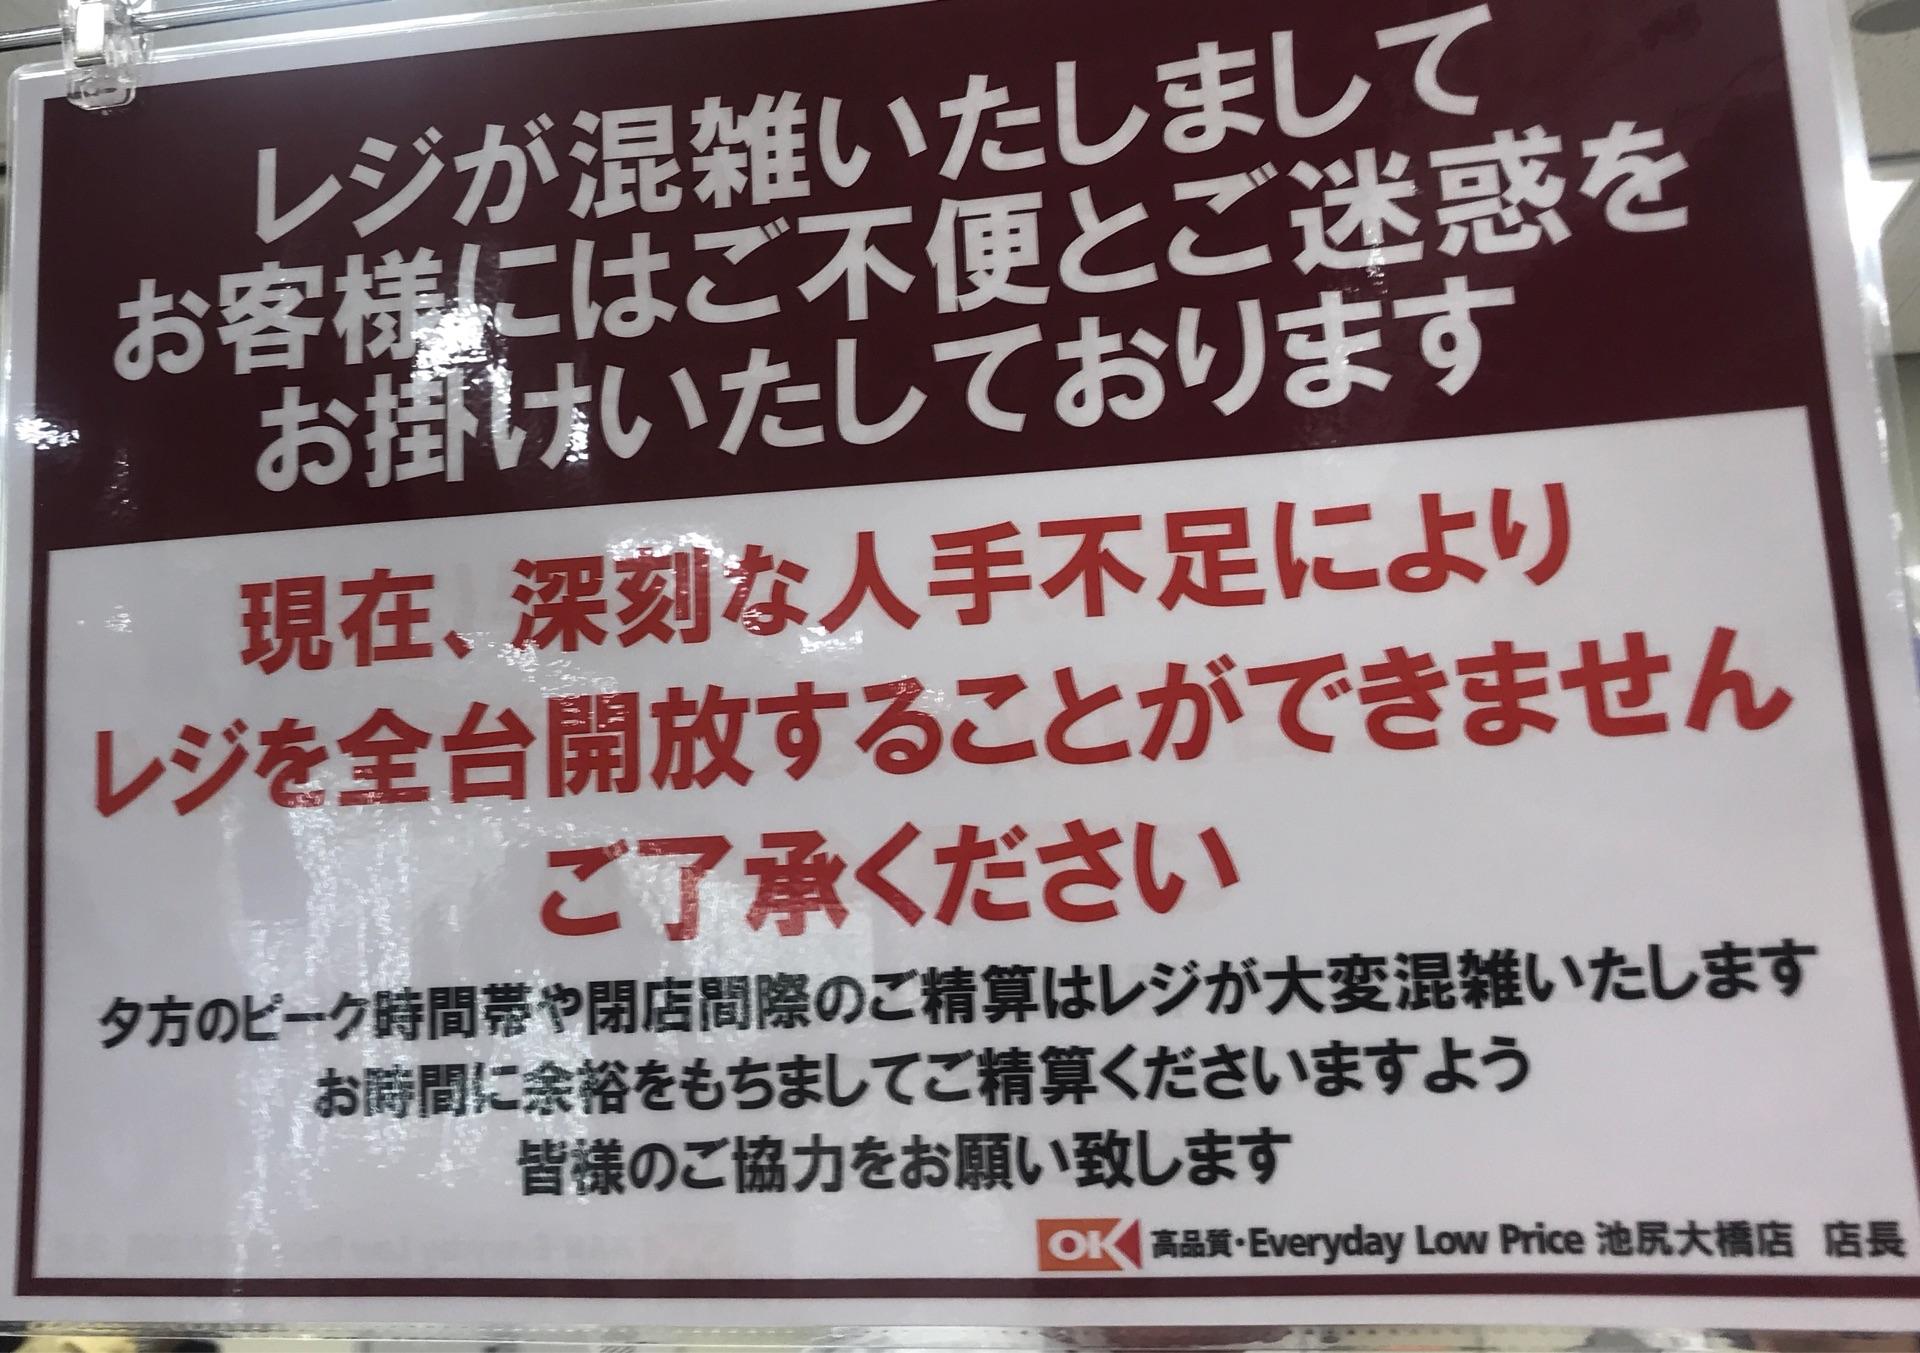 レジが混雑いたしまして
お客様にはご不便とご迷惑を
お掛けいたしております
現在、深刻な人手不足により
レジを全台開放することができません
ご了承ください
夕方のピーク時間帯や閉店間際のご精算はレジが大変混雑いたします
お時間に余裕をもちましてご精算くださいますよう
皆様のご協力をお願い致します
OK 高品質・Everyday Low Price 池尻大橋店 店長